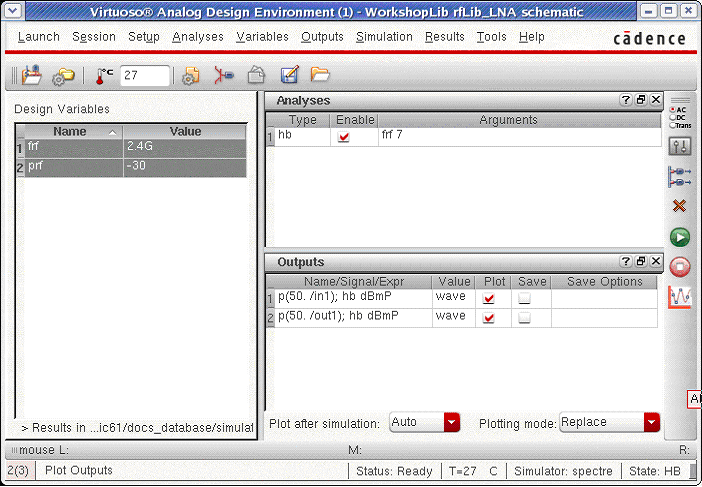 Virtuoso® Analog Design Environment (1) - WorkshopLib rfLib_LNA schematic
Launch Session Setup Analyses Variables Outputs Simulation Results Tools Help
cādence
°C 27
Design Variables
Name Value
1 frf 2.4G
2 prf -30
> Results in ...ic61/docs_database/simulat
Analyses
Type Enable Arguments
1 hb frf 7
Outputs
Name/Signal/Expr Value Plot Save Save Options
1 p(50. /in1); hb dBmP wave
2 p(50. /out1); hb dBmP wave
Plot after simulation: Auto Plotting mode: Replace
AC
DC
Trans
mouse L: M: R:
2(3) Plot Outputs Status: Ready T=27 C Simulator: spectre State: HB